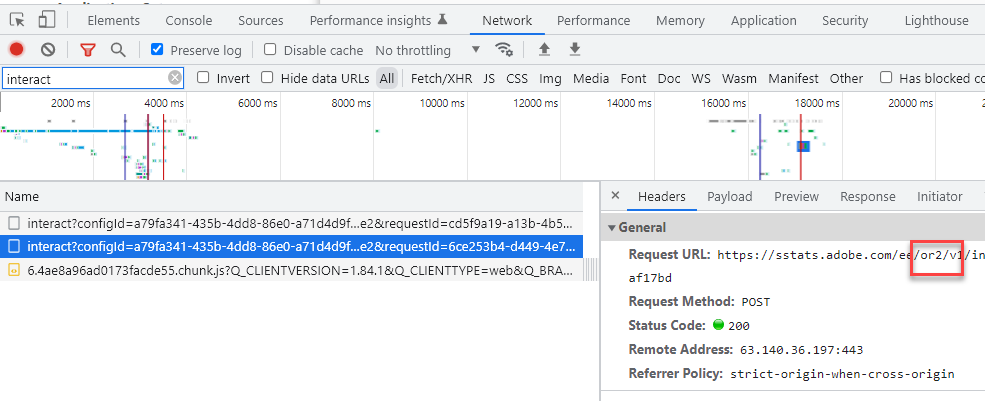 Elements Console Sources Performance insights Network Performance Memory Application Security Lighthouse
Preserve log Disable cache No throttling
interact Invert Hide data URLs All Fetch/XHR JS CSS Img Media Font Doc WS Wasm Manifest Other Has blocked co
2000 ms 4000 ms 6000 ms 8000 ms 10000 ms 12000 ms 14000 ms 16000 ms 18000 ms 20000 ms
Name
interact?configId=a79fa341-435b-4dd8-86e0-a71d4d9f...e2&requestId=cd5f9a19-a13b-4b5...
interact?configId=a79fa341-435b-4dd8-86e0-a71d4d9f...e2&requestId=6ce253b4-d449-4e7...
6.4ae8a96ad0173facde55.chunk.js?Q_CLIENTVERSION=1.84.1&Q_CLIENTTYPE=web&Q_BRA...
Headers Payload Preview Response Initiator
General
Request URL: https://sstats.adobe.com/ee/or2/v1/in
af17bd
Request Method: POST
Status Code: 200
Remote Address: 63.140.36.197:443
Referrer Policy: strict-origin-when-cross-origin